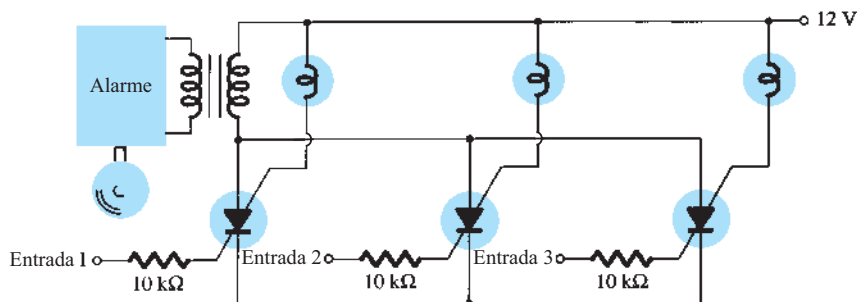 12 V
Alarme
Entrada 1
10 kΩ
Entrada 2
10 kΩ
Entrada 3
10 kΩ